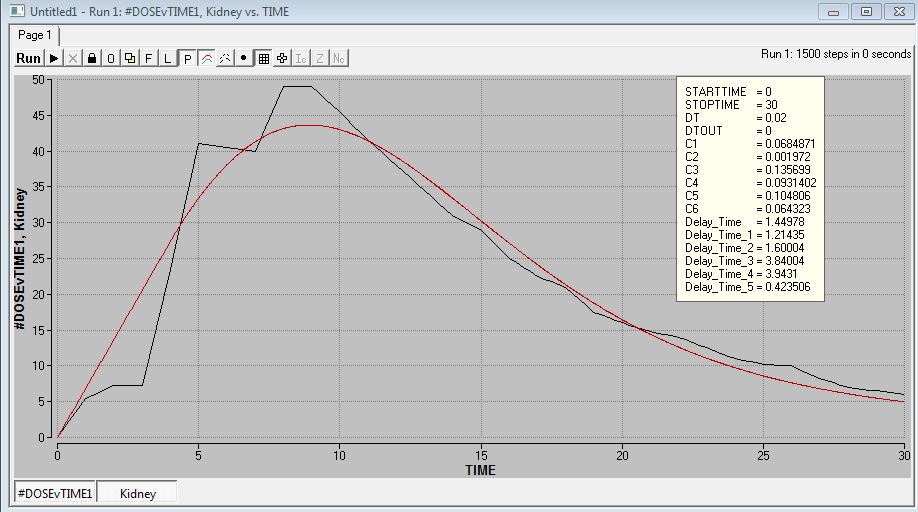 Untitled1 - Run 1: #DOSEvTIME1, Kidney vs. TIME
Page 1
Run O F L P Ic Z Nc
Run 1: 1500 steps in 0 seconds
STARTTIME = 0
STOPTIME = 30
DT = 0.02
DTOUT = 0
C1 = 0.0684871
C2 = 0.001972
C3 = 0.135699
C4 = 0.0931402
C5 = 0.104806
C6 = 0.064323
Delay_Time = 1.44978
Delay_Time_1 = 1.21435
Delay_Time_2 = 1.60004
Delay_Time_3 = 3.84004
Delay_Time_4 = 3.9431
Delay_Time_5 = 0.423506
#DOSEvTIME1, Kidney
50
45
40
35
30
25
20
15
10
5
0
0 5 10 15 20 25 30
TIME
#DOSEvTIME1 Kidney